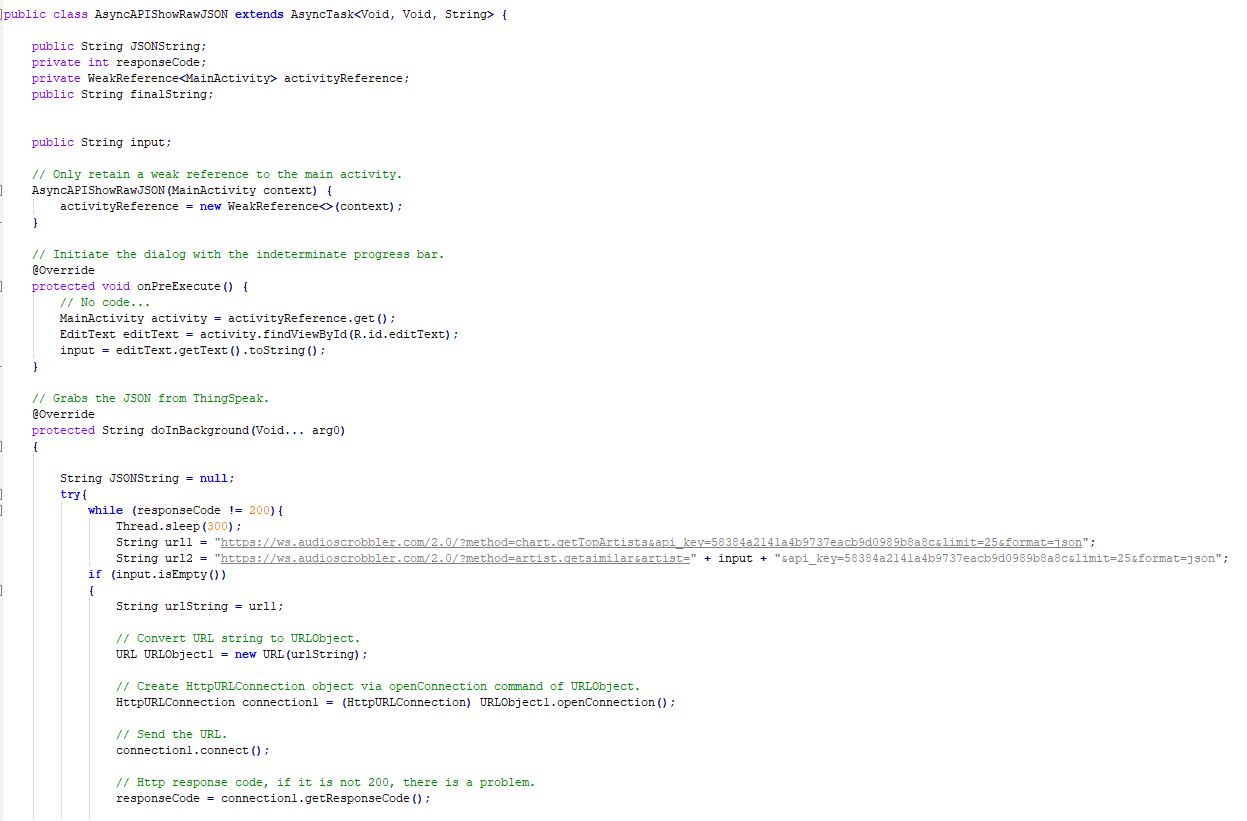 public class AsyncAPIShowRawJSON extends AsyncTask<Void, Void, String> {
public String JSONString;
private int responseCode;
private WeakReference<MainActivity> activityReference;
public String finalString;
public String input;
// Only retain a weak reference to the main activity.
AsyncAPIShowRawJSON(MainActivity context) {
activityReference = new WeakReference<>(context);
}
// Initiate the dialog with the indeterminate progress bar.
@Override
protected void onPreExecute() {
// No code...
MainActivity activity = activityReference.get();
EditText editText = activity.findViewById(R.id.editText);
input = editText.getText().toString();
}
// Grabs the JSON from ThingSpeak.
@Override
protected String doInBackground(Void... arg0)
{
String JSONString = null;
try{
while (responseCode != 200){
Thread.sleep(300);
String url1 = "https://ws.audioscrobbler.com/2.0/?method=chart.getTopArtists&api_key=58384a2141a4b9737eacb9d0989b8a8c&limit=25&format=json";
String url2 = "https://ws.audioscrobbler.com/2.0/?method=artist.getsimilar&artist=" + input + "&api_key=58384a2141a4b9737eacb9d0989b8a8c&limit=25&format=json";
if (input.isEmpty())
{
String urlString = url1;
// Convert URL string to URLObject.
URL URLObject1 = new URL(urlString);
// Create HttpURLConnection object via openConnection command of URLObject.
HttpURLConnection connection1 = (HttpURLConnection) URLObject1.openConnection();
// Send the URL.
connection1.connect();
// Http response code, if it is not 200, there is a problem.
responseCode = connection1.getResponseCode();